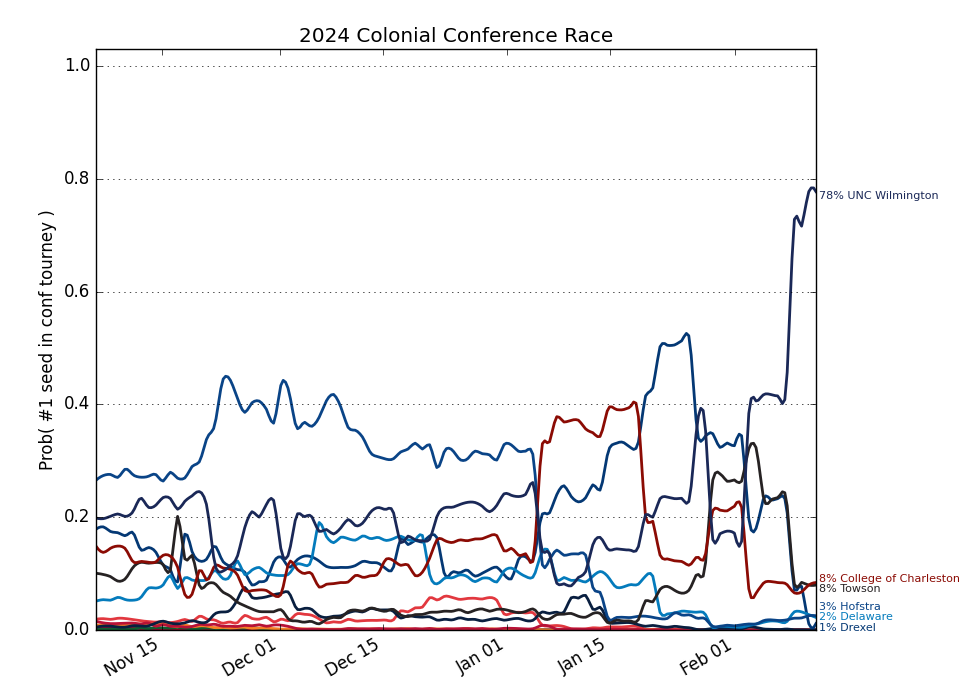 2024 Colonial Conference Race
Prob( #1 seed in conf tourney )
1.0
0.8
0.6
0.4
0.2
0.0
78% UNC Wilmington
8% College of Charleston
8% Towson
3% Hofstra
2% Delaware
1% Drexel
Nov 15
Dec 01
Dec 15
Jan 01
Jan 15
Feb 01